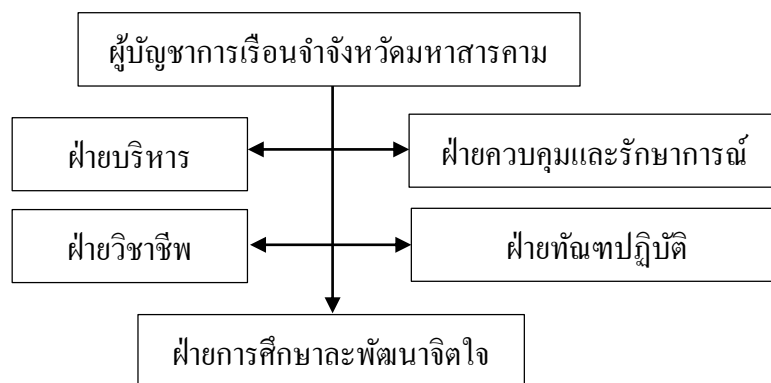 ผู้บัญชาการเรือนจำจังหวัดมหาสารคาม
ฝ่ายบริหาร
ฝ่ายควบคุมและรักษาการณ์
ฝ่ายวิชาชีพ
ฝ่ายทัณฑปฏิบัติ
ฝ่ายการศึกษาละพัฒนาจิตใจ